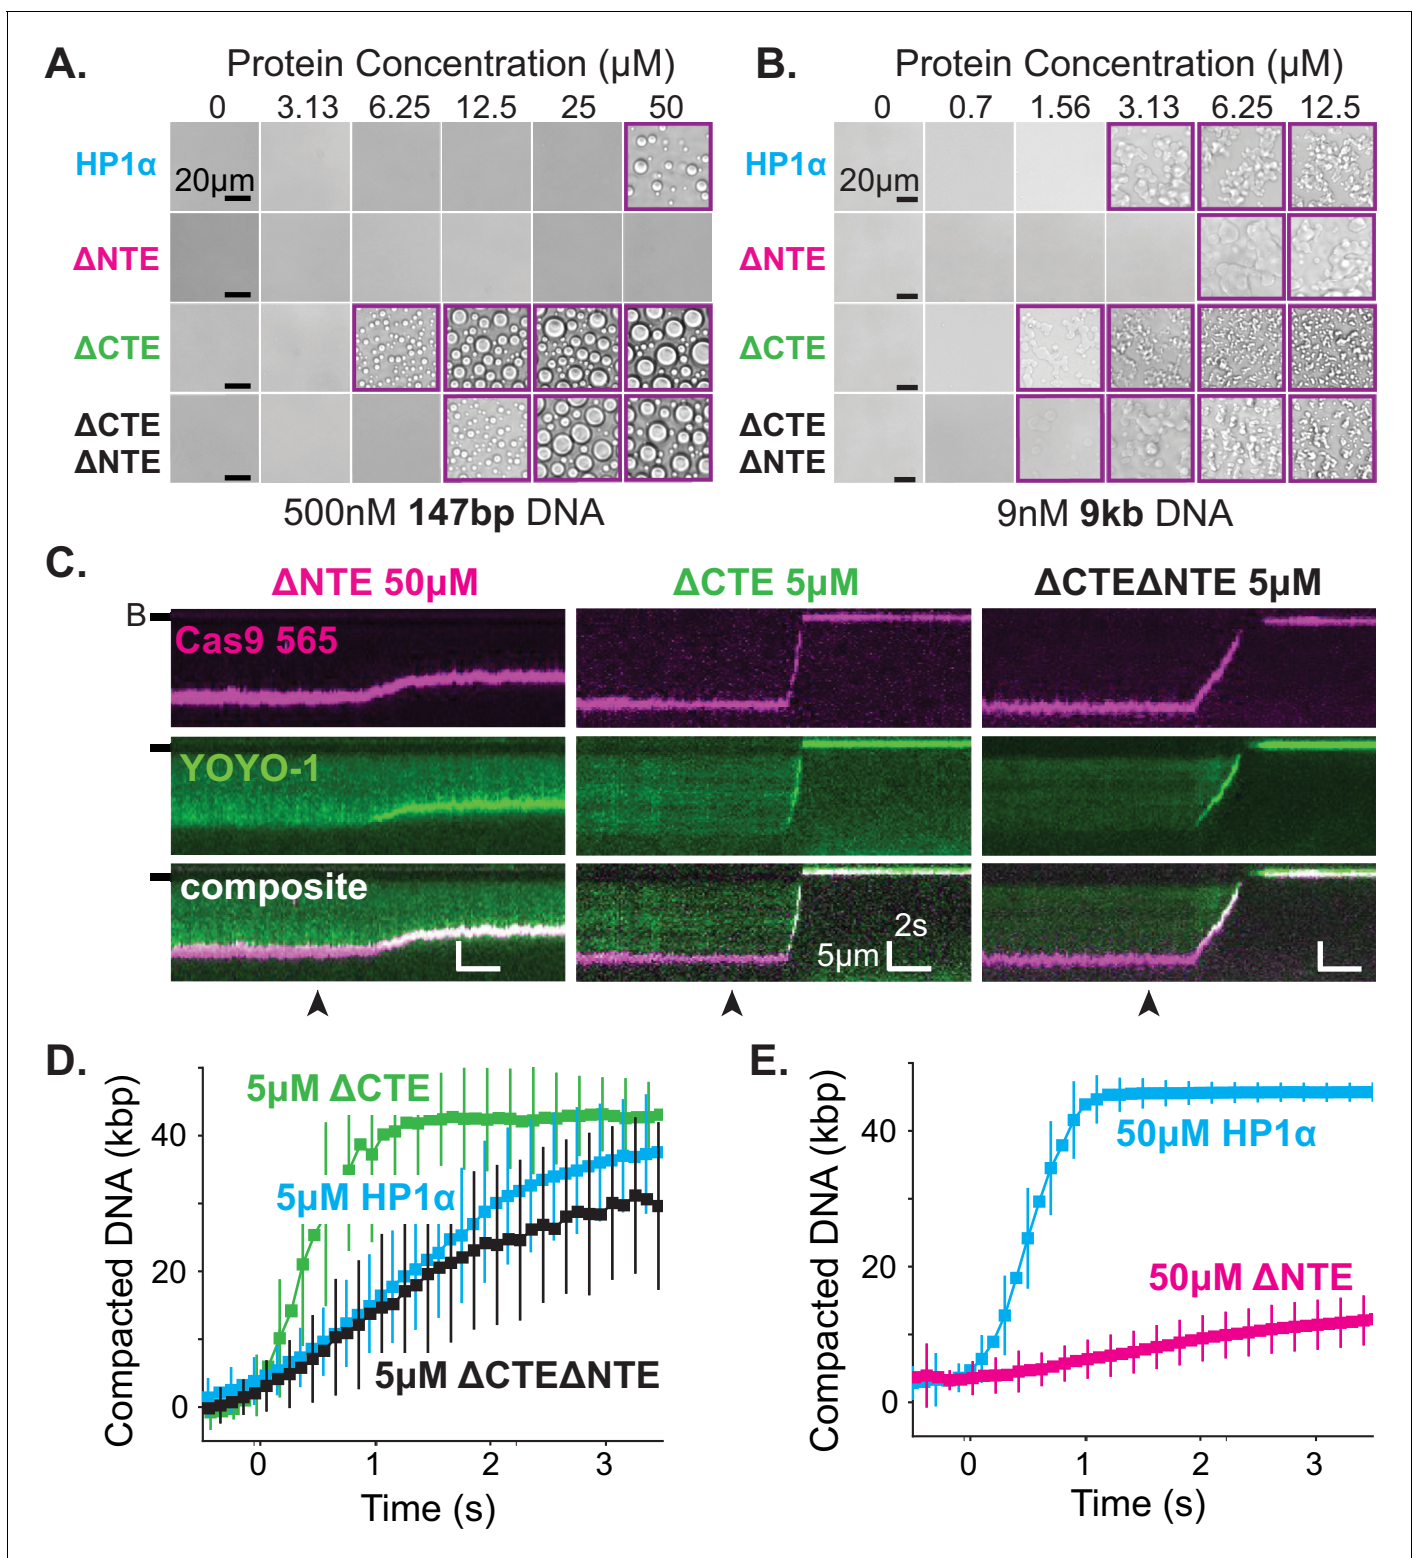 A.
Protein Concentration (µM)
0 3.13 6.25 12.5 25 50
HP1α
20µm
ΔNTE
ΔCTE
ΔCTE
ΔNTE
500nM 147bp DNA
B.
Protein Concentration (µM)
0 0.7 1.56 3.13 6.25 12.5
HP1α
20µm
ΔNTE
ΔCTE
ΔCTE
ΔNTE
9nM 9kb DNA
C.
ΔNTE 50µM
ΔCTE 5µM
ΔCTEΔNTE 5µM
B
Cas9 565
YOYO-1
composite
2s
5µm
D.
Compacted DNA (kbp)
40
20
0
5µM ΔCTE
5µM HP1α
5µM ΔCTEΔNTE
0 1 2 3
Time (s)
E.
Compacted DNA (kbp)
40
20
0
50µM HP1α
50µM ΔNTE
0 1 2 3
Time (s)